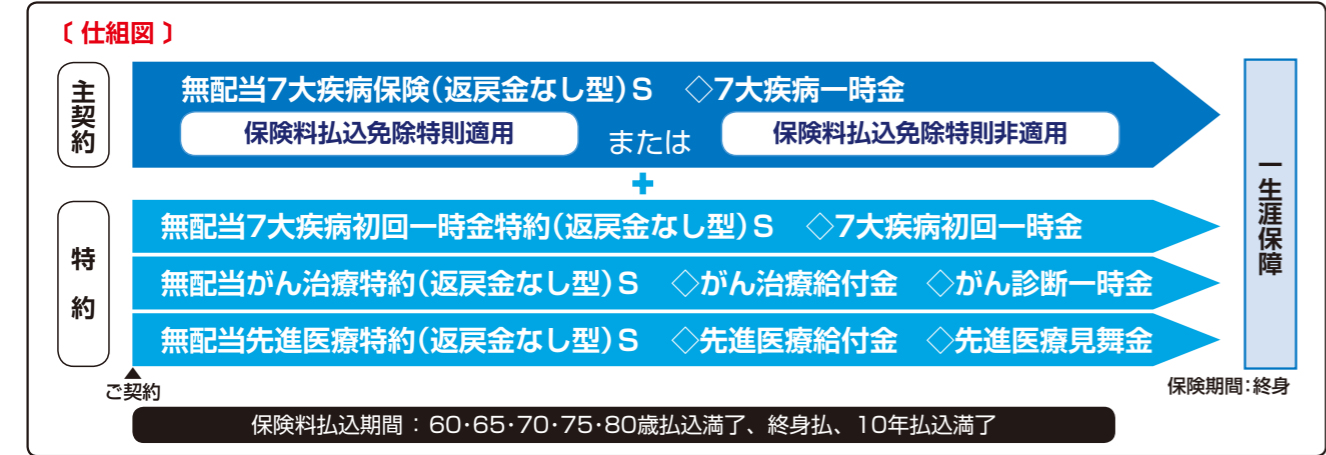 〔 仕組図 〕
主契約
無配当7大疾病保険(返戻金なし型)S ◇7大疾病一時金
保険料払込免除特則適用 または 保険料払込免除特則非適用
+
特約
無配当7大疾病初回一時金特約(返戻金なし型)S ◇7大疾病初回一時金
無配当がん治療特約(返戻金なし型)S ◇がん治療給付金 ◇がん診断一時金
無配当先進医療特約(返戻金なし型)S ◇先進医療給付金 ◇先進医療見舞金
一生涯保障
ご契約
保険期間:終身
保険料払込期間 : 60・65・70・75・80歳払込満了、終身払、10年払込満了